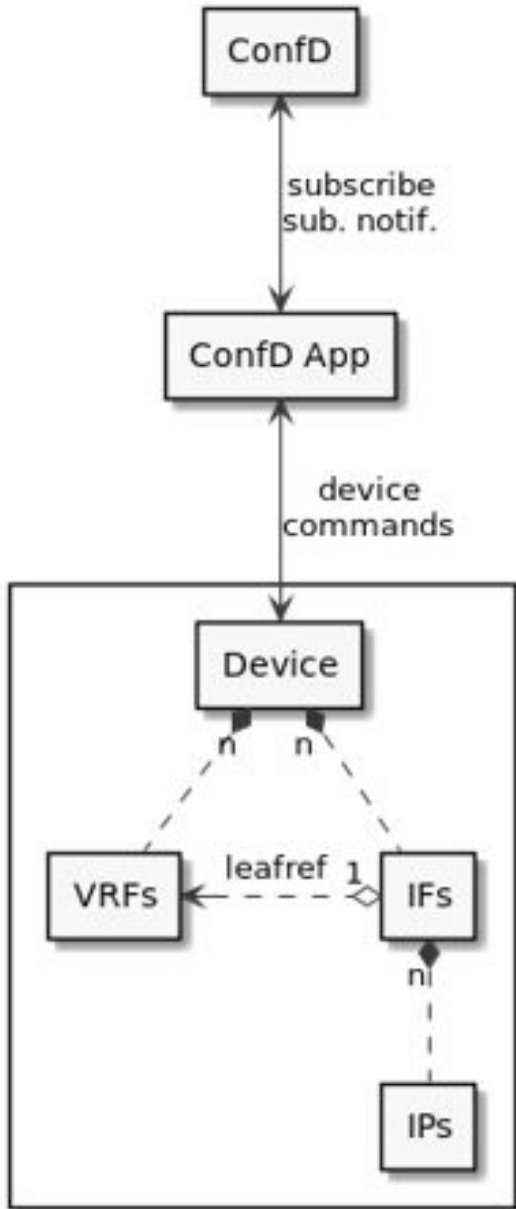 ConfD
subscribe
sub. notif.
ConfD App
device
commands
Device
n
n
VRFs
leafref
1
IFs
n
IPs